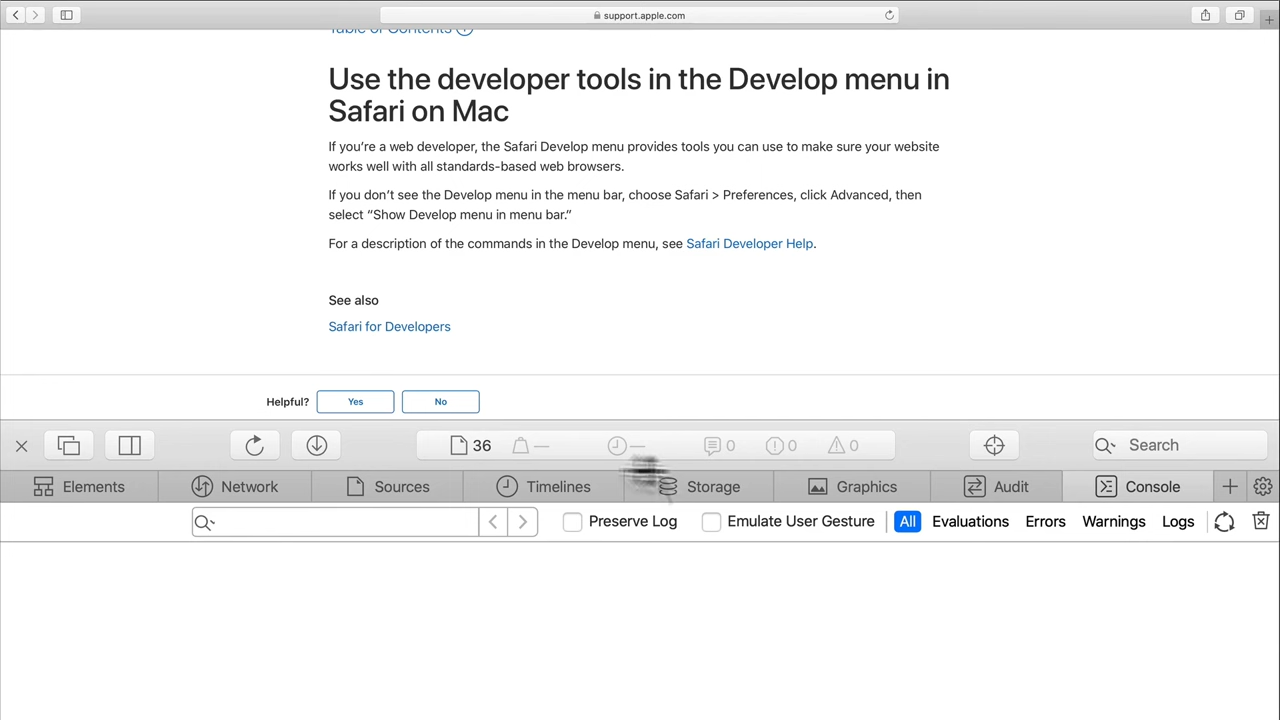 support.apple.com
Table of Contents
Use the developer tools in the Develop menu in
Safari on Mac
If you’re a web developer, the Safari Develop menu provides tools you can use to make sure your website
works well with all standards-based web browsers.
If you don’t see the Develop menu in the menu bar, choose Safari > Preferences, click Advanced, then
select “Show Develop menu in menu bar.”
For a description of the commands in the Develop menu, see Safari Developer Help.
See also
Safari for Developers
Helpful? Yes No
36 — — 0 0 0 Search
Elements Network Sources Timelines Storage Graphics Audit Console
Preserve Log Emulate User Gesture All Evaluations Errors Warnings Logs